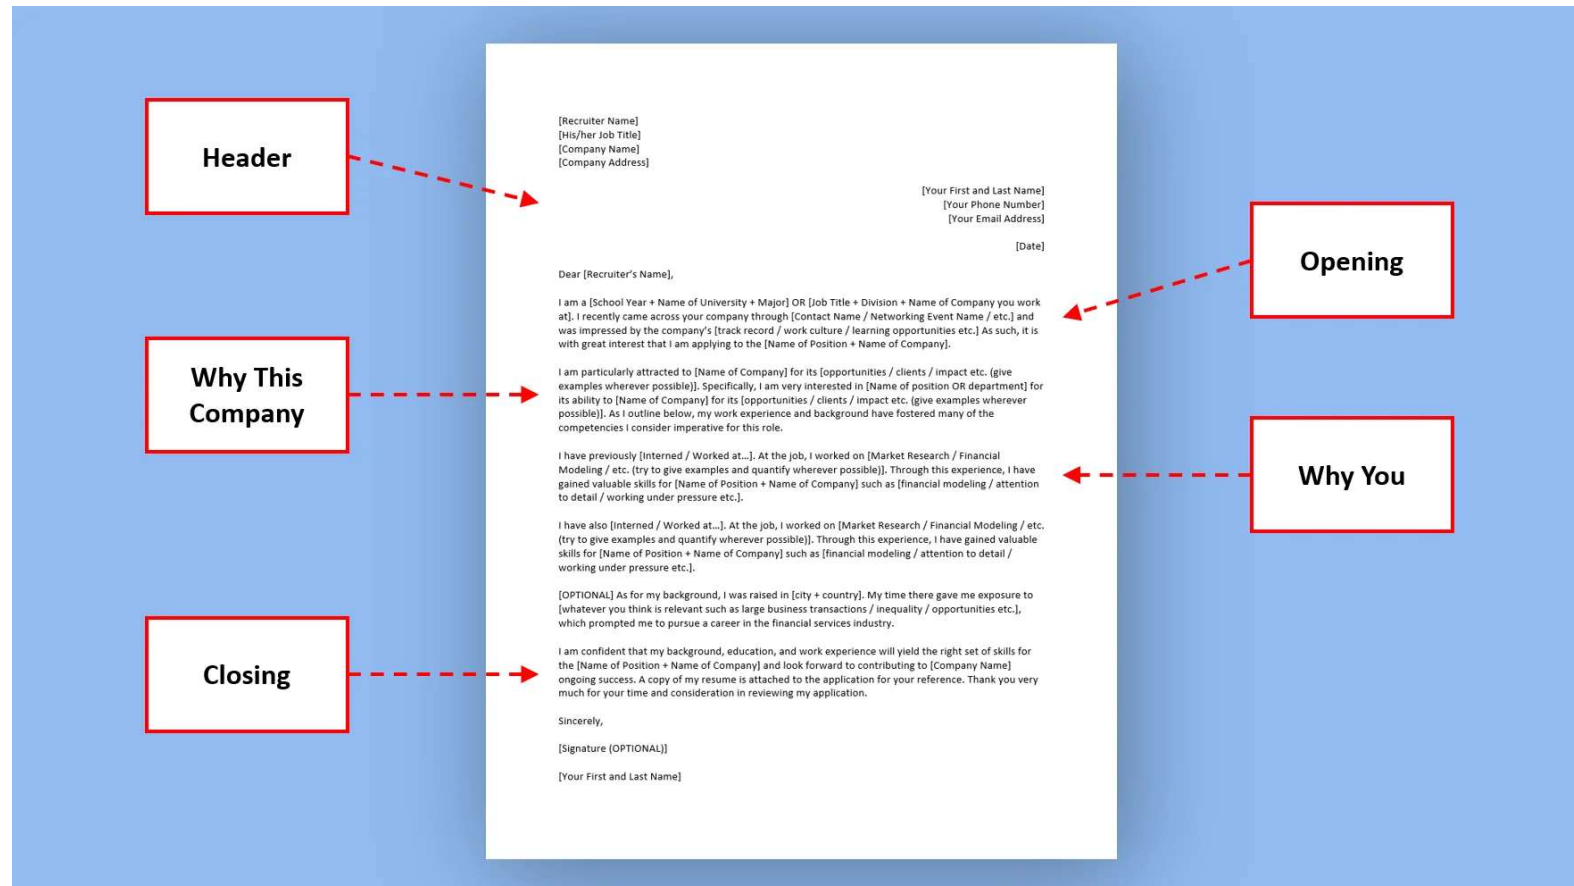 Header
Why This
Company
Closing
[Recruiter Name]
[His/her Job Title]
[Company Name]
[Company Address]
[Your First and Last Name]
[Your Phone Number]
[Your Email Address]
[Date]
Dear [Recruiter's Name],
I am a [School Year + Name of University + Major] OR [Job Title + Division + Name of Company you work
at]. I recently came across your company through [Contact Name / Networking Event Name / etc.] and
was impressed by the company's [track record / work culture / learning opportunities etc.] As such, it is
with great interest that I am applying to the [Name of Position + Name of Company].
I am particularly attracted to [Name of Company] for its [opportunities / clients / impact etc. (give
examples wherever possible)]. Specifically, I am very interested in [Name of position OR department] for
its ability to [Name of Company] for its [opportunities / clients / impact etc. (give examples wherever
possible)]. As I outline below, my work experience and background have fostered many of the
competencies I consider imperative for this role.
I have previously [Interned / Worked at…]. At the job, I worked on [Market Research / Financial
Modeling / etc. (try to give examples and quantify wherever possible)]. Through this experience, I have
gained valuable skills for [Name of Position + Name of Company] such as [financial modeling / attention
to detail / working under pressure etc.].
I have also [Interned / Worked at…]. At the job, I worked on [Market Research / Financial Modeling / etc.
(try to give examples and quantify wherever possible)]. Through this experience, I have gained valuable
skills for [Name of Position + Name of Company] such as [financial modeling / attention to detail /
working under pressure etc.].
[OPTIONAL] As for my background, I was raised in [city + country]. My time there gave me exposure to
[whatever you think is relevant such as large business transactions / inequality / opportunities etc.],
which prompted me to pursue a career in the financial services industry.
I am confident that my background, education, and work experience will yield the right set of skills for
the [Name of Position + Name of Company] and look forward to contributing to [Company Name]
ongoing success. A copy of my resume is attached to the application for your reference. Thank you very
much for your time and consideration in reviewing my application.
Sincerely,
[Signature (OPTIONAL)]
[Your First and Last Name]
Opening
Why You